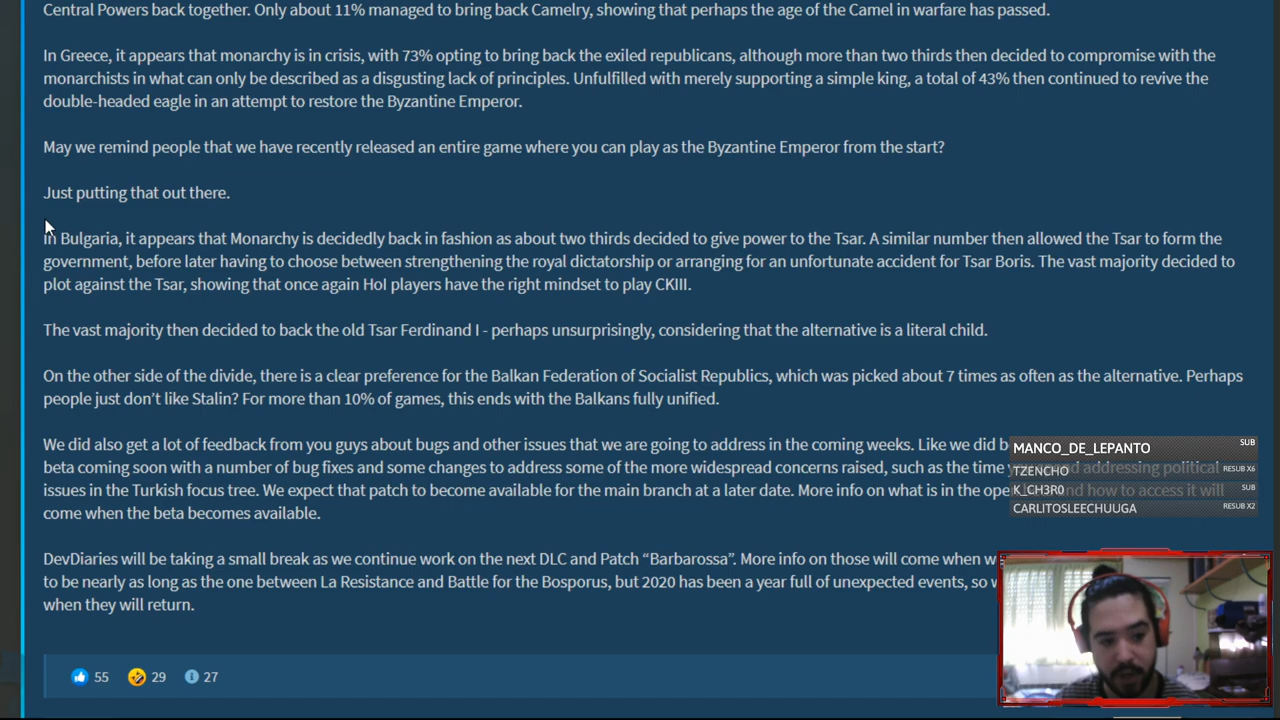 Central Powers back together. Only about 11% managed to bring back Camelry, showing that perhaps the age of the Camel in warfare has passed.
In Greece, it appears that monarchy is in crisis, with 73% opting to bring back the exiled republicans, although more than two thirds then decided to compromise with the
monarchists in what can only be described as a disgusting lack of principles. Unfulfilled with merely supporting a simple king, a total of 43% then continued to revive the
double-headed eagle in an attempt to restore the Byzantine Emperor.
May we remind people that we have recently released an entire game where you can play as the Byzantine Emperor from the start?
Just putting that out there.
In Bulgaria, it appears that Monarchy is decidedly back in fashion as about two thirds decided to give power to the Tsar. A similar number then allowed the Tsar to form the
government, before later having to choose between strengthening the royal dictatorship or arranging for an unfortunate accident for Tsar Boris. The vast majority decided to
plot against the Tsar, showing that once again HoI players have the right mindset to play CKIII.
The vast majority then decided to back the old Tsar Ferdinand I - perhaps unsurprisingly, considering that the alternative is a literal child.
On the other side of the divide, there is a clear preference for the Balkan Federation of Socialist Republics, which was picked about 7 times as often as the alternative. Perhaps
people just don't like Stalin? For more than 10% of games, this ends with the Balkans fully unified.
We did also get a lot of feedback from you guys about bugs and other issues that we are going to address in the coming weeks. Like we did b
beta coming soon with a number of bug fixes and some changes to address some of the more widespread concerns raised, such as the time y addressing political
issues in the Turkish focus tree. We expect that patch to become available for the main branch at a later date. More info on what is in the ope how to access it will
come when the beta becomes available.
DevDiaries will be taking a small break as we continue work on the next DLC and Patch “Barbarossa”. More info on those will come when w
to be nearly as long as the one between La Resistance and Battle for the Bosporus, but 2020 has been a year full of unexpected events, so w
when they will return.
55 29 27
MANCO_DE_LEPANTO SUB
TZENCHO RESUB X6
K_CH3R0 SUB
CARLITOSLEECHUUGA RESUB X2